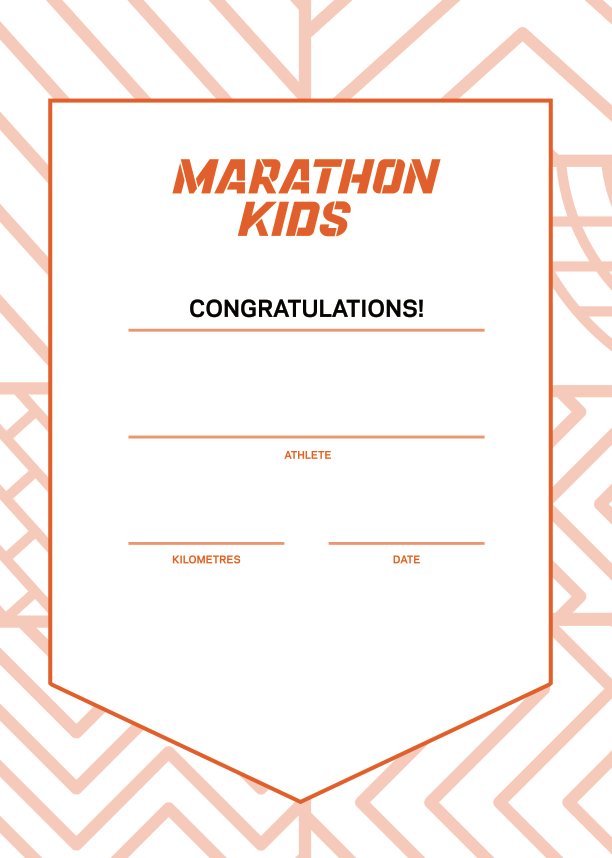 MARATHON
KIDS
CONGRATULATIONS!
ATHLETE
KILOMETRES DATE